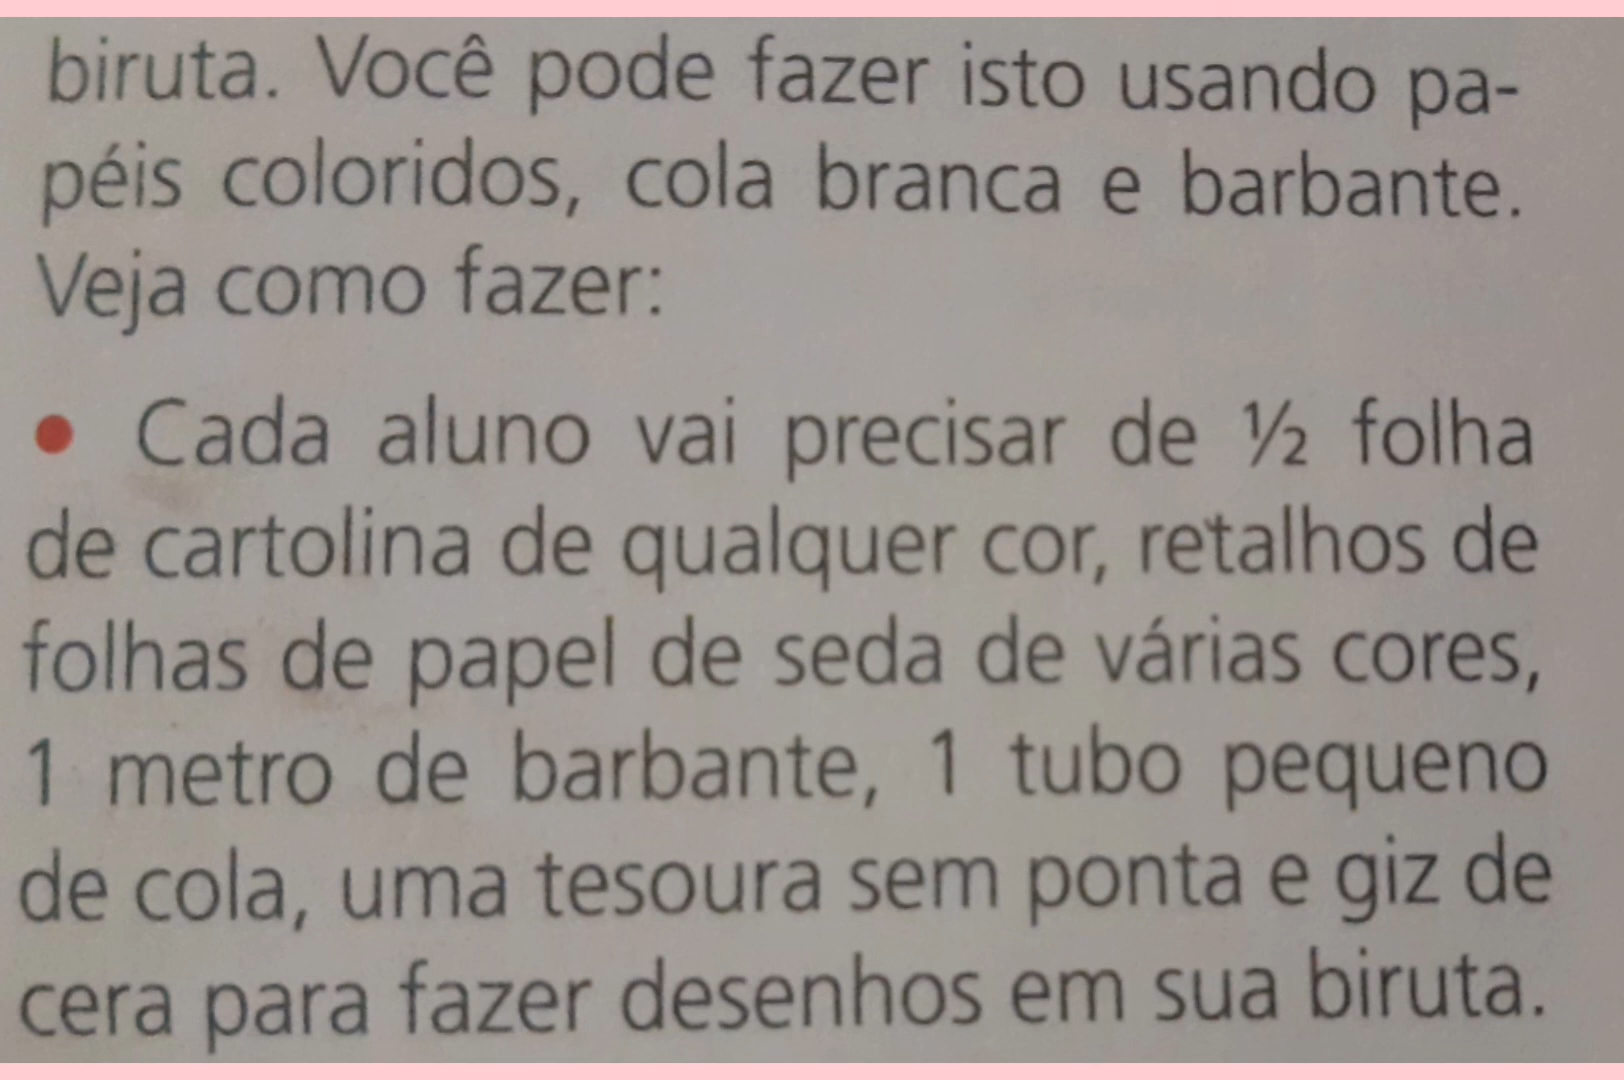 biruta. Você pode fazer isto usando pa-
péis coloridos, cola branca e barbante.
Veja como fazer:
• Cada aluno vai precisar de ½ folha
de cartolina de qualquer cor, retalhos de
folhas de papel de seda de várias cores,
1 metro de barbante, 1 tubo pequeno
de cola, uma tesoura sem ponta e giz de
cera para fazer desenhos em sua biruta.